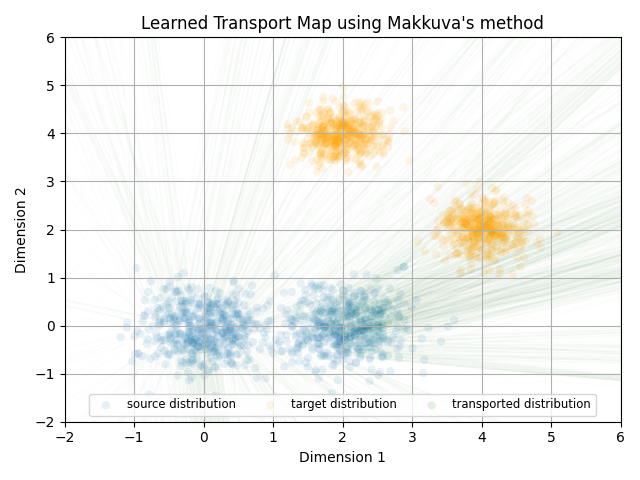 Learned Transport Map using Makkuva's method
6
5
4
3
2
1
0
−1
−2
Dimension 2
source distribution target distribution transported distribution
−2 −1 0 1 2 3 4 5 6
Dimension 1